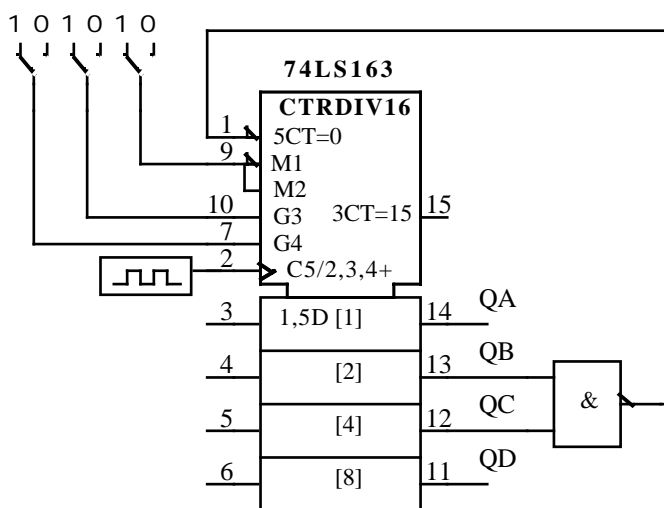 1 0 1 0 1 0
74LS163
CTRDIV16
1 5CT=0
9 M1
M2
10 G3 3CT=15 15
7 G4
2 C5/2,3,4+
3 1,5D [1] 14 QA
4 [2] 13 QB
&
5 [4] 12 QC
6 [8] 11 QD